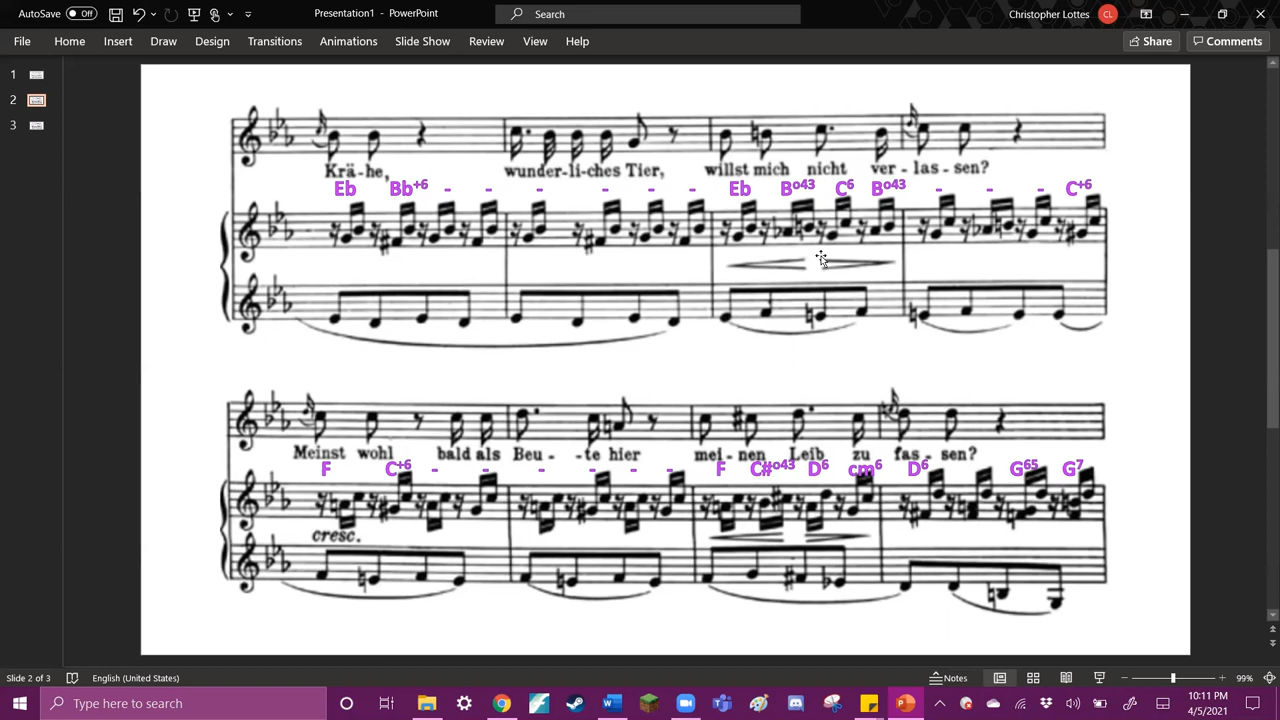 AutoSave Off Presentation1 - PowerPoint Search Christopher Lottes CL
File Home Insert Draw Design Transitions Animations Slide Show Review View Help Share Comments
1
2
3
Krä-he, wunder-li-ches Tier, willst mich nicht ver-las-sen?
Eb Bb+6 - - - - - - Eb Bo43 C6 Bo43 - - - C+6
Meinst wohl bald als Beu - - te hier mei-nen Leib zu fas-sen?
F C+6 - - - - - - F C#o43 D6 cm6 D6 G65 G7
cresc.
Slide 2 of 3 English (United States) Notes 99%
Type here to search 10:11 PM
4/5/2021